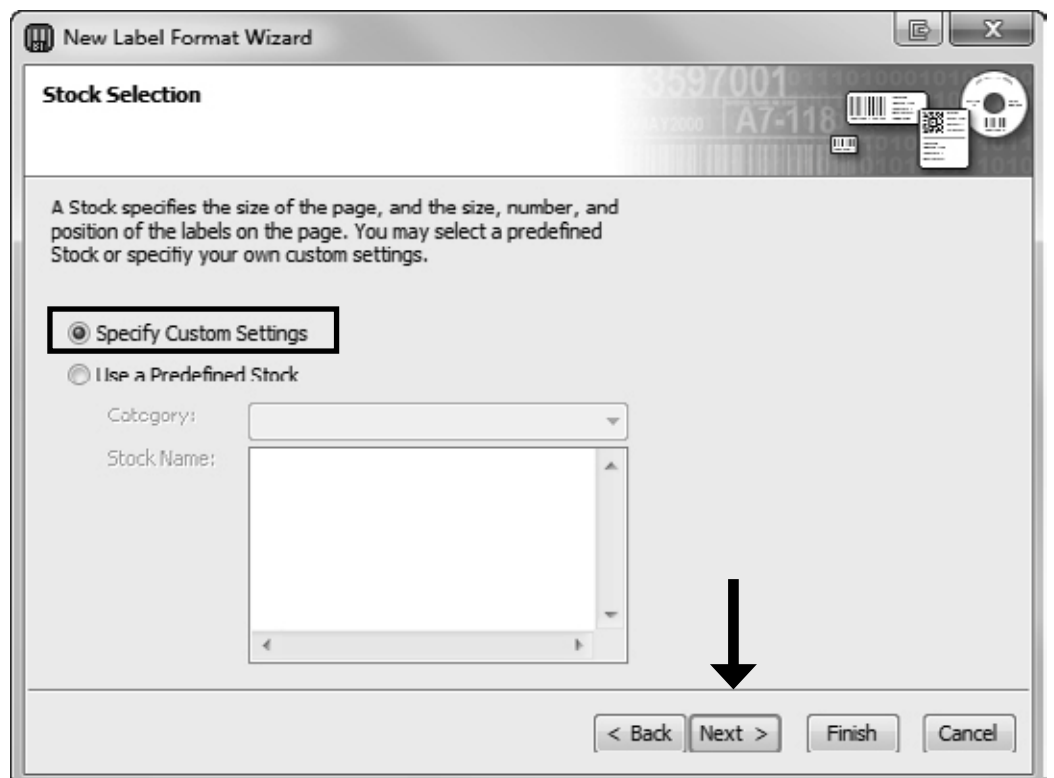 New Label Format Wizard
Stock Selection
3597001
A7-118
A Stock specifies the size of the page, and the size, number, and
position of the labels on the page. You may select a predefined
Stock or specifiy your own custom settings.
Specify Custom Settings
Use a Predefined Stock
Category:
Stock Name:
< Back Next > Finish Cancel